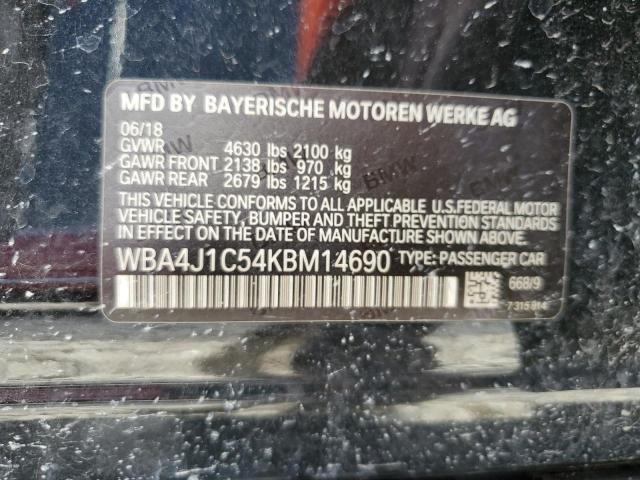 MFD BY BAYERISCHE MOTOREN WERKE AG
06/18
GVWR 4630 lbs 2100 kg
GAWR FRONT 2138 lbs 970 kg
GAWR REAR 2679 lbs 1215 kg
THIS VEHICLE CONFORMS TO ALL APPLICABLE U.S.FEDERAL MOTOR
VEHICLE SAFETY, BUMPER AND THEFT PREVENTION STANDARDS
IN EFFECT ON THE DATE OF MANUFACTURE SHOWN ABOVE.
WBA4J1C54KBM14690 TYPE: PASSENGER CAR
668/9
7315 814